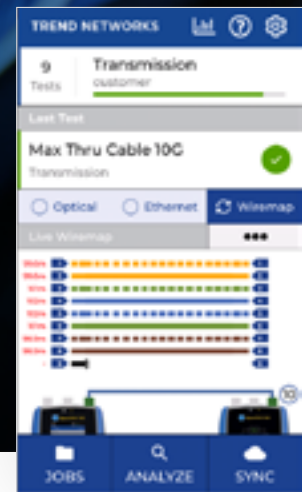 TREND NETWORKS
9 Transmission
Tests customer
Last Test
Max Thru Cable 10G
Transmission
Optical Ethernet Wiremap
Live Wiremap
10
JOBS ANALYZE SYNC